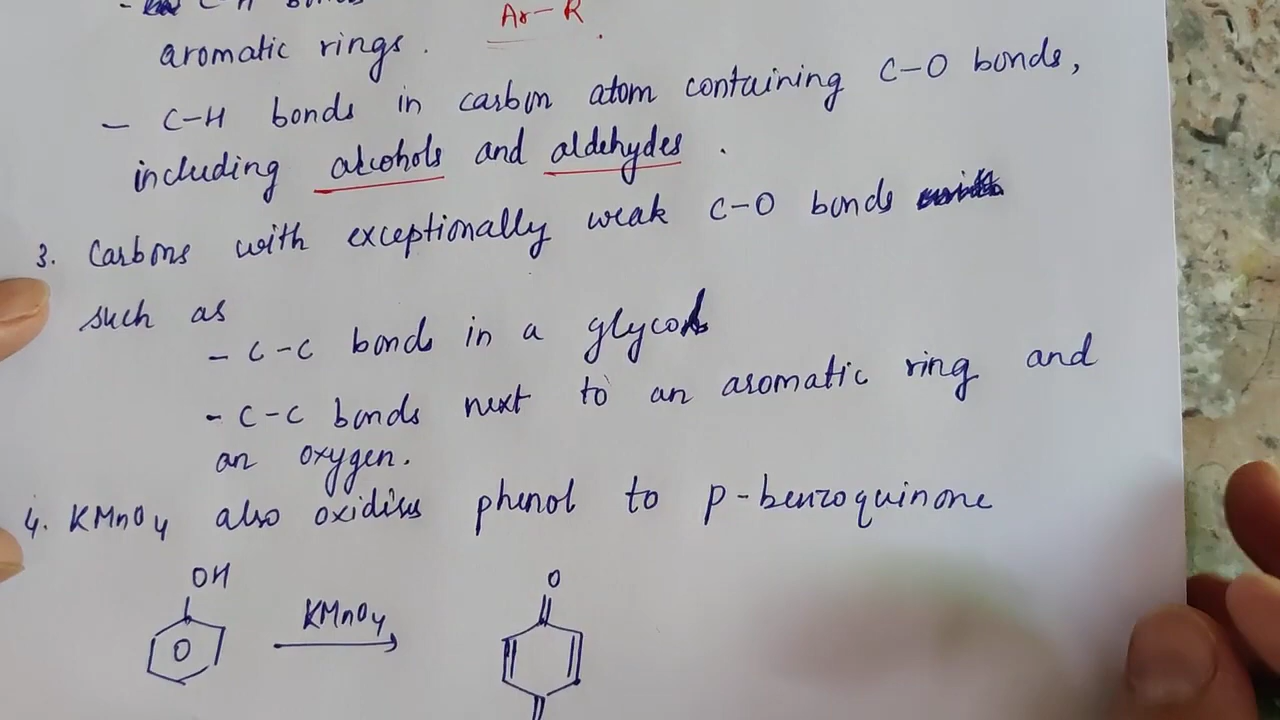 - C-H bonds
Ar-R
aromatic rings.
- C-H bonds in carbon atom containing C-O bonds,
including alcohols and aldehydes.
3. Carbons with exceptionally weak C-O bonds
such as
- C-C bonds in a glycol
- C-C bonds next to an aromatic ring and
an oxygen.
4. KMnO4 also oxidises phenol to p-benzoquinone
OH
KMnO4
O